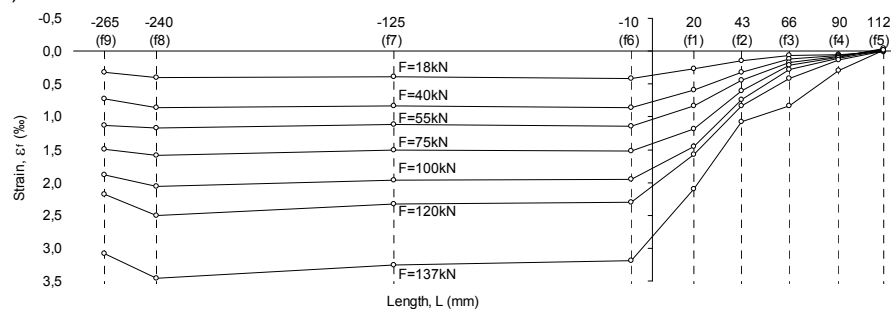 )
-0,5
-265 -240 -125 -10 20 43 66 90 112
(f9) (f8) (f7) (f6) (f1) (f2) (f3) (f4) (f5)
0,0
F=18kN
0,5
F=40kN
1,0
F=55kN
1,5
F=75kN
F=100kN
2,0
F=120kN
2,5
3,0
F=137kN
3,5
Strain, εf (‰)
Length, L (mm)